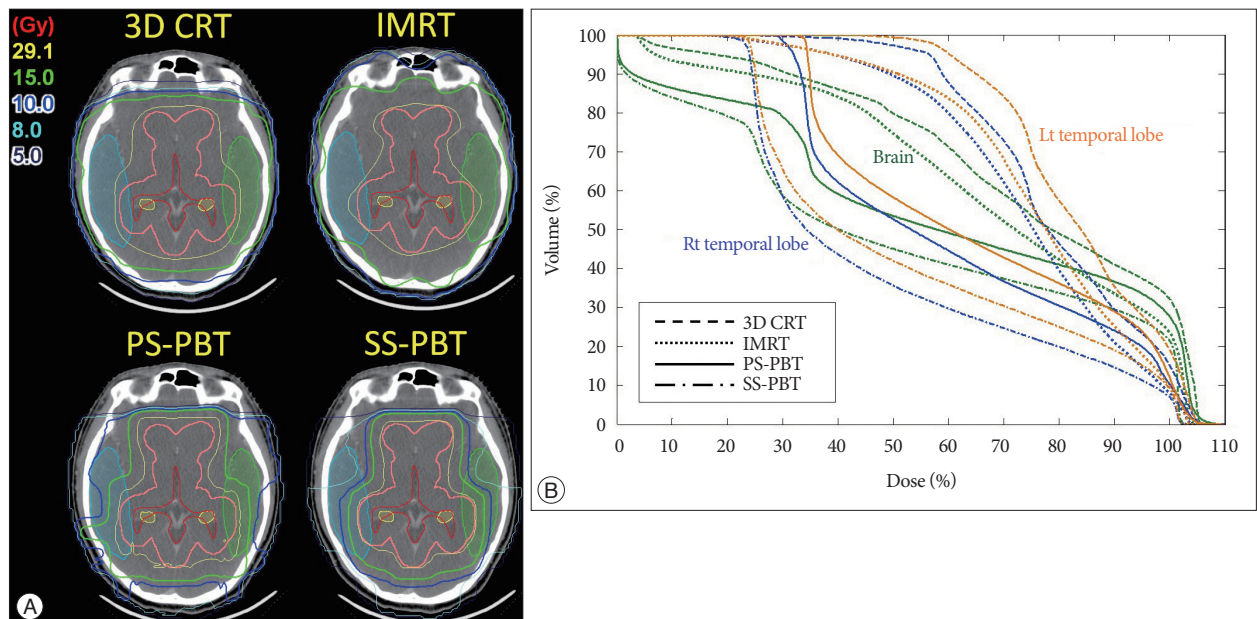 (Gy)
29.1
15.0
10.0
8.0
5.0
3D CRT
IMRT
PS-PBT
SS-PBT
A
100
90
80
70
60
50
40
30
20
10
0
Volume (%)
Brain
Lt temporal lobe
Rt temporal lobe
3D CRT
IMRT
PS-PBT
SS-PBT
0 10 20 30 40 50 60 70 80 90 100 110
Dose (%)
B